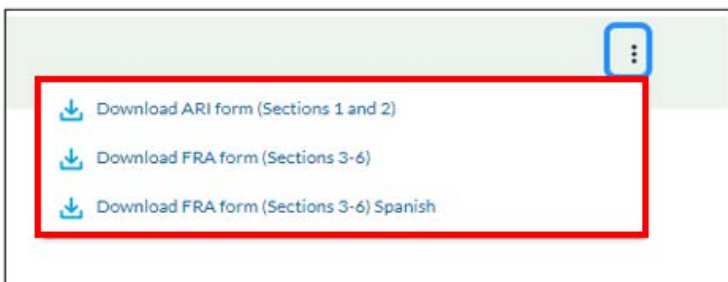 Download ARI form (Sections 1 and 2)
Download FRA form (Sections 3-6)
Download FRA form (Sections 3-6) Spanish